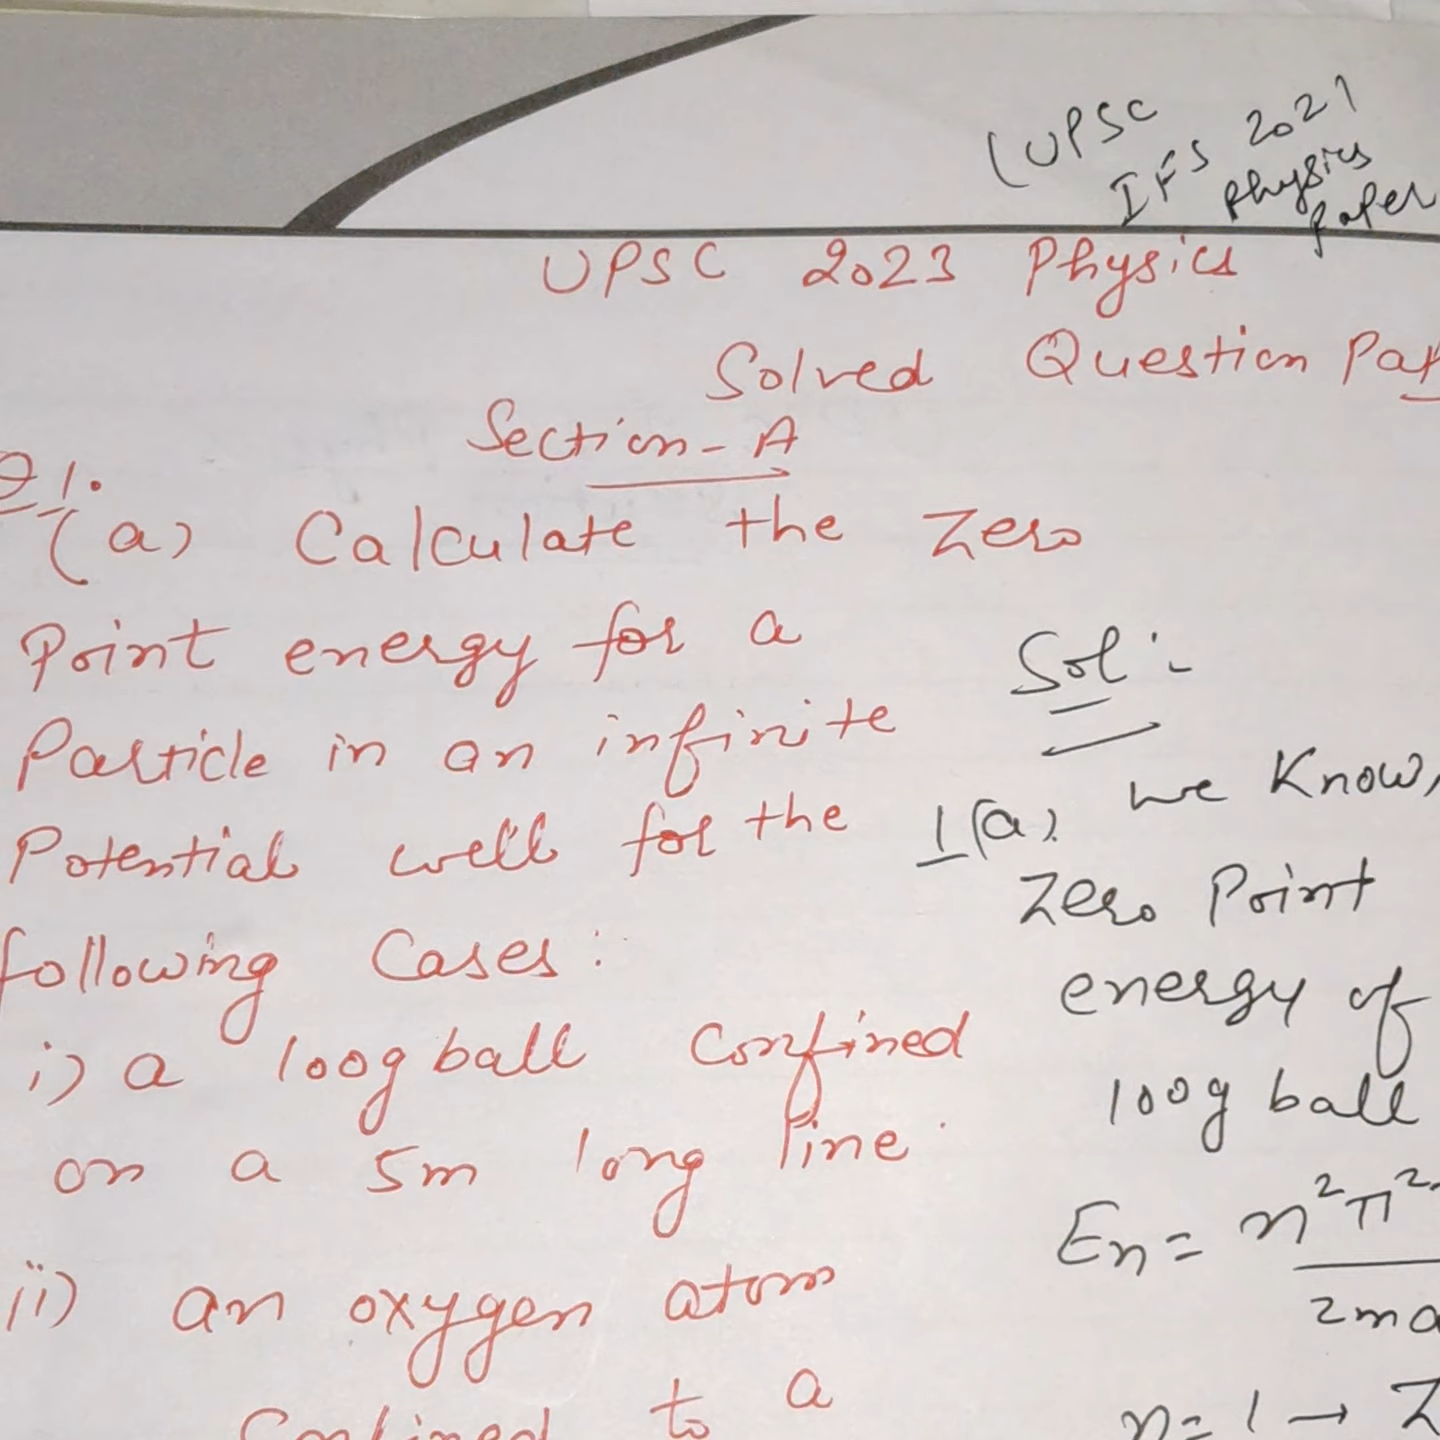 (UPSC
IFS 2021
Physics
Paper
UPSC 2023 Physics
Solved Question Pap
Section-A
Q1.
(a) Calculate the Zero
Point energy for a
Particle in an infinite
Potential well for the
following Cases:
i) a 100g ball Confined
on a 5m long line.
ii) an oxygen atom
Confined to a
Sol:-
1(a). we Know,
Zero Point
energy of
100g ball
En = n²π²
2ma
n=1→ Z